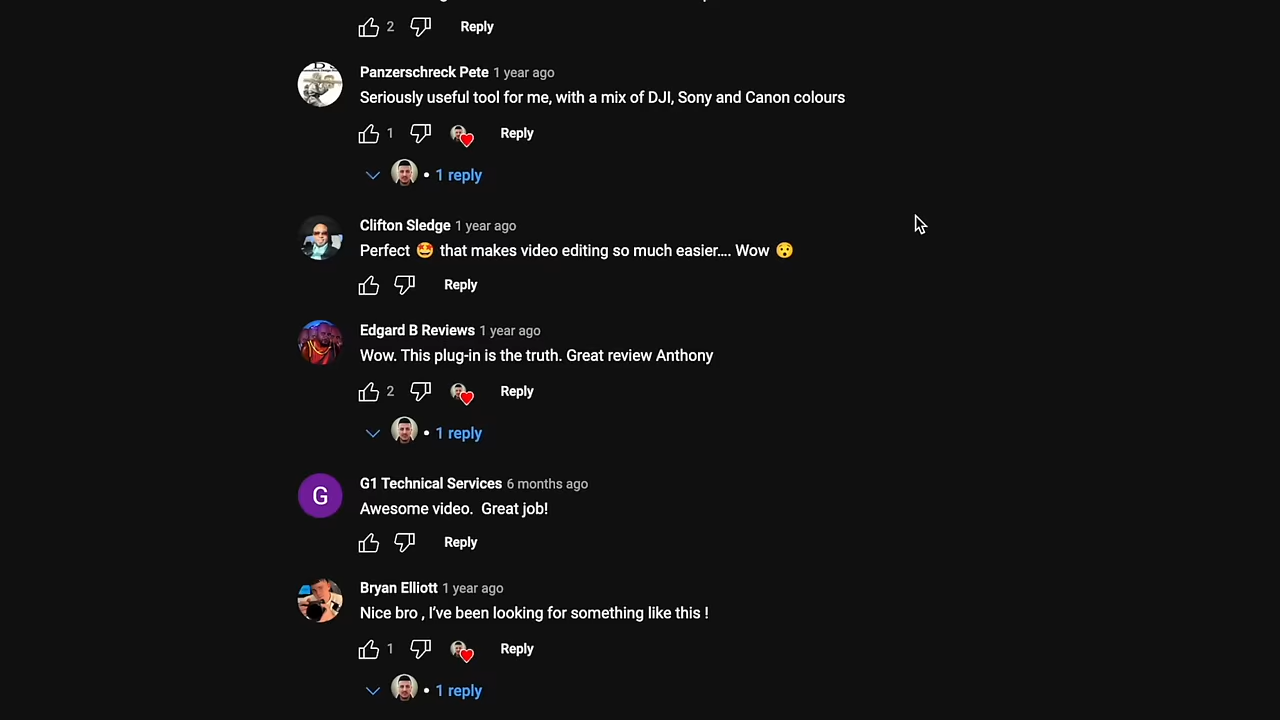 2 Reply
Panzerschreck Pete 1 year ago
Seriously useful tool for me, with a mix of DJI, Sony and Canon colours
1 Reply
• 1 reply
Clifton Sledge 1 year ago
Perfect 🤩 that makes video editing so much easier.... Wow 😯
Reply
Edgard B Reviews 1 year ago
Wow. This plug-in is the truth. Great review Anthony
2 Reply
• 1 reply
G
G1 Technical Services 6 months ago
Awesome video.  Great job!
Reply
Bryan Elliott 1 year ago
Nice bro , I've been looking for something like this !
1 Reply
• 1 reply